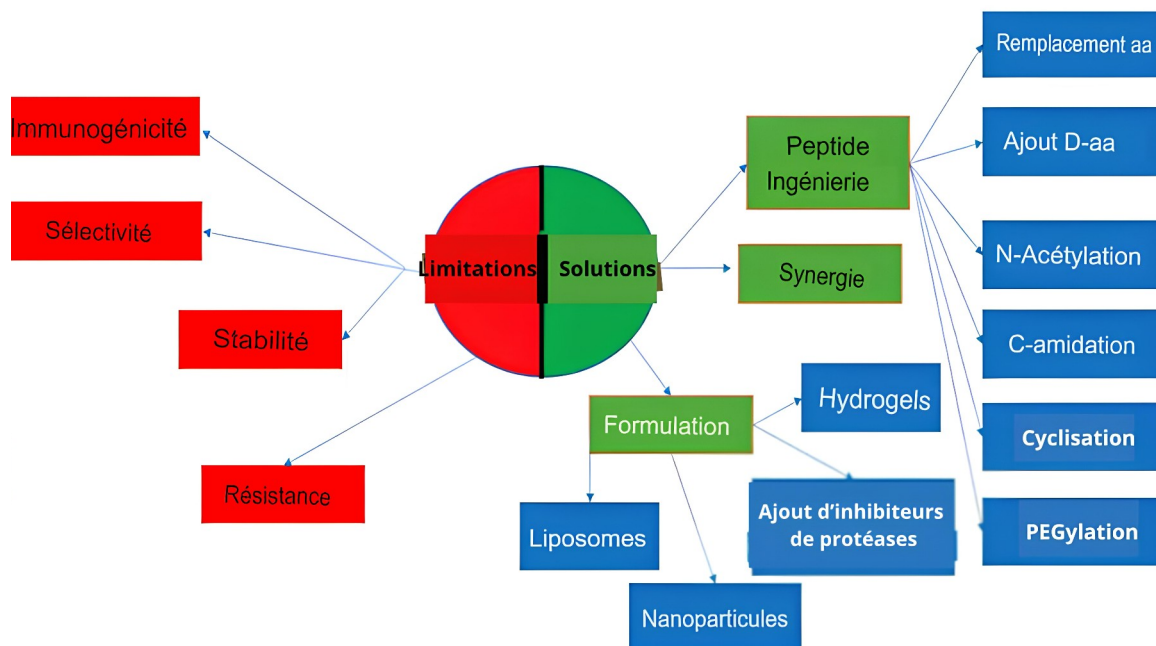 Remplacement aa
Immunogénicité
Peptide
Ingénierie
Ajout D-aa
Sélectivité
Limitations
Solutions
Synergie
N-Acétylation
Stabilité
C-amidation
Hydrogels
Formulation
Cyclisation
Résistance
Ajout d’inhibiteurs
de protéases
PEGylation
Liposomes
Nanoparticules